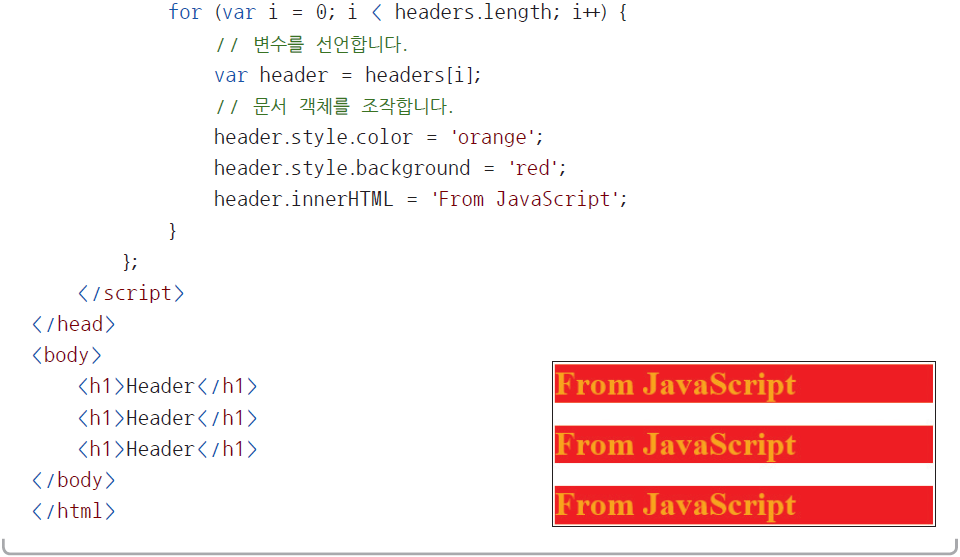 for (var i = 0; i < headers.length; i++) {
// 변수를 선언합니다.
var header = headers[i];
// 문서 객체를 조작합니다.
header.style.color = 'orange';
header.style.background = 'red';
header.innerHTML = 'From JavaScript';
}
};
</script>
</head>
<body>
<h1>Header</h1>
<h1>Header</h1>
<h1>Header</h1>
</body>
</html>
From JavaScript
From JavaScript
From JavaScript